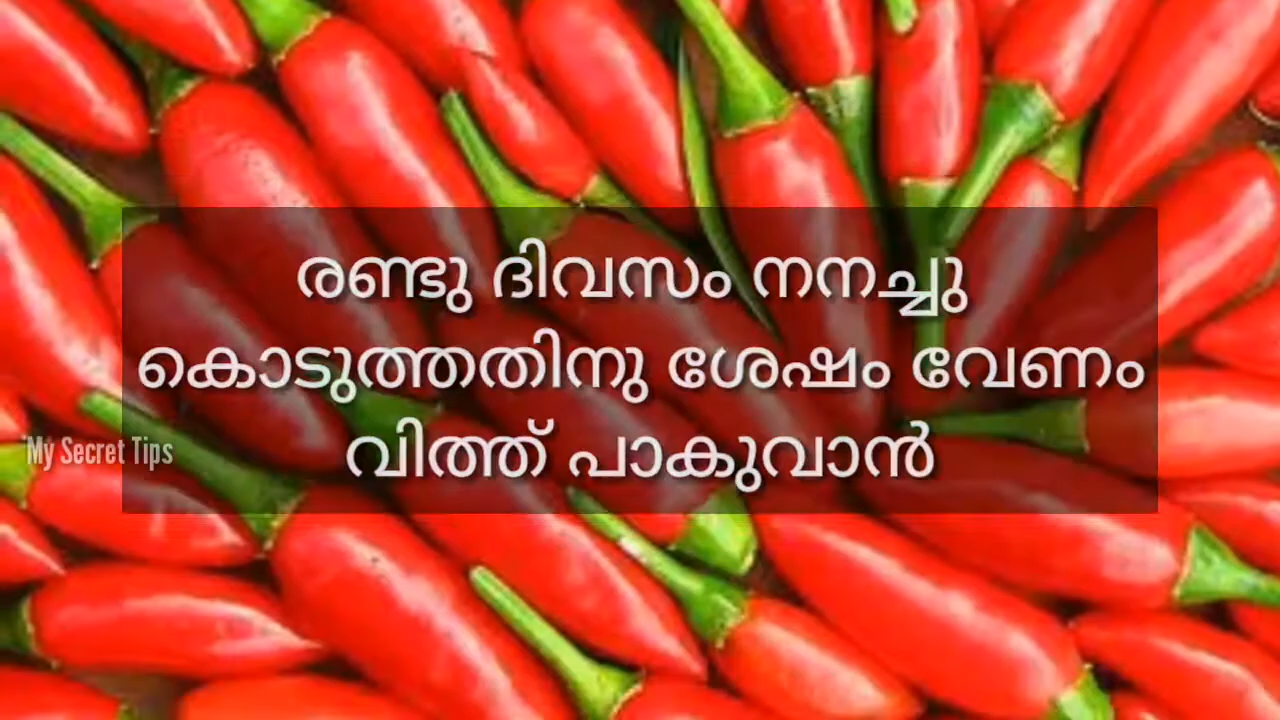 രണ്ടു ദിവസം നനച്ചു
കൊടുത്തതിനു ശേഷം വേണം
വിത്ത് പാകുവാൻ
My Secret Tips